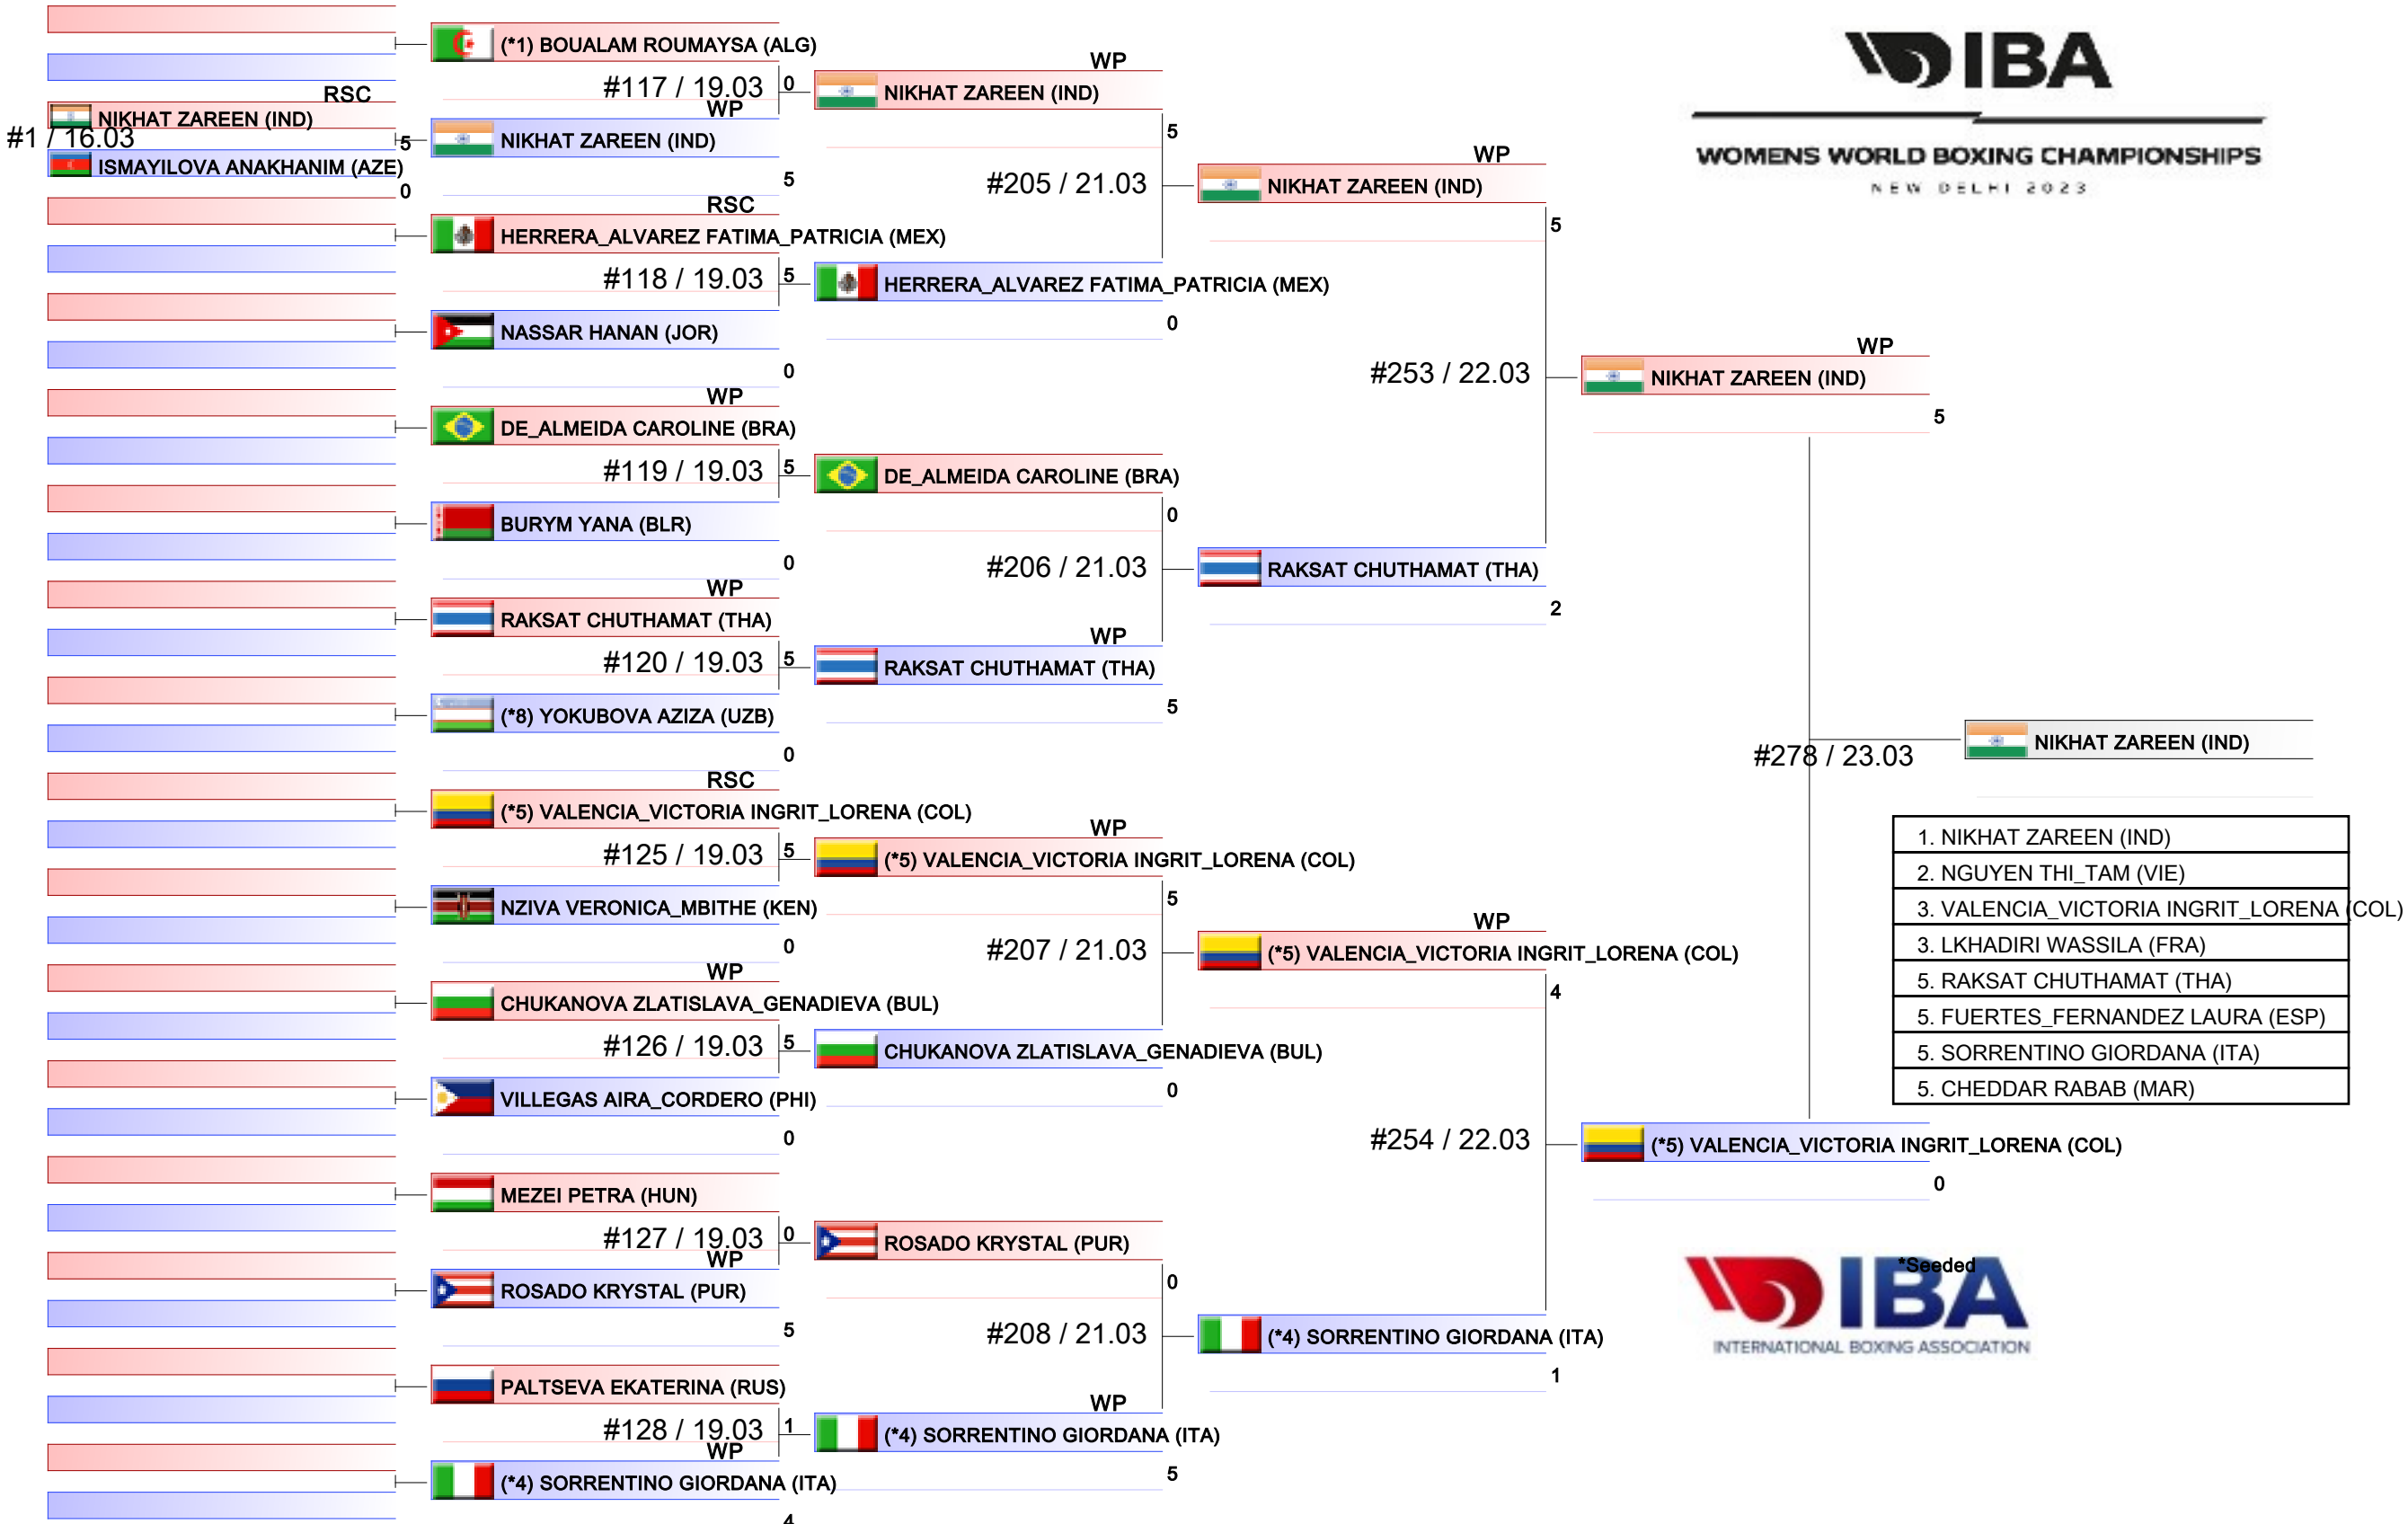 IBA
WOMENS WORLD BOXING CHAMPIONSHIPS
NEW DELHI 2023
RSC
NIKHAT ZAREEN (IND)
#1 / 16.03
5
ISMAYILOVA ANAKHANIM (AZE)
0
(*1) BOUALAM ROUMAYSA (ALG)
#117 / 19.03
0
WP
NIKHAT ZAREEN (IND)
5
RSC
HERRERA_ALVAREZ FATIMA_PATRICIA (MEX)
#118 / 19.03
5
NASSAR HANAN (JOR)
0
WP
DE_ALMEIDA CAROLINE (BRA)
#119 / 19.03
5
BURYM YANA (BLR)
0
WP
RAKSAT CHUTHAMAT (THA)
#120 / 19.03
5
(*8) YOKUBOVA AZIZA (UZB)
0
RSC
(*5) VALENCIA_VICTORIA INGRIT_LORENA (COL)
#125 / 19.03
5
NZIVA VERONICA_MBITHE (KEN)
0
WP
CHUKANOVA ZLATISLAVA_GENADIEVA (BUL)
#126 / 19.03
5
VILLEGAS AIRA_CORDERO (PHI)
0
MEZEI PETRA (HUN)
#127 / 19.03
0
WP
ROSADO KRYSTAL (PUR)
5
PALTSEVA EKATERINA (RUS)
#128 / 19.03
1
WP
(*4) SORRENTINO GIORDANA (ITA)
4
WP
NIKHAT ZAREEN (IND)
5
#205 / 21.03
HERRERA_ALVAREZ FATIMA_PATRICIA (MEX)
0
DE_ALMEIDA CAROLINE (BRA)
0
#206 / 21.03
WP
RAKSAT CHUTHAMAT (THA)
5
WP
(*5) VALENCIA_VICTORIA INGRIT_LORENA (COL)
5
#207 / 21.03
CHUKANOVA ZLATISLAVA_GENADIEVA (BUL)
0
ROSADO KRYSTAL (PUR)
0
#208 / 21.03
WP
(*4) SORRENTINO GIORDANA (ITA)
5
WP
NIKHAT ZAREEN (IND)
5
#253 / 22.03
RAKSAT CHUTHAMAT (THA)
2
WP
(*5) VALENCIA_VICTORIA INGRIT_LORENA (COL)
4
#254 / 22.03
(*4) SORRENTINO GIORDANA (ITA)
1
WP
NIKHAT ZAREEN (IND)
5
#278 / 23.03
(*5) VALENCIA_VICTORIA INGRIT_LORENA (COL)
0
NIKHAT ZAREEN (IND)
1. NIKHAT ZAREEN (IND)
2. NGUYEN THI_TAM (VIE)
3. VALENCIA_VICTORIA INGRIT_LORENA (COL)
3. LKHADIRI WASSILA (FRA)
5. RAKSAT CHUTHAMAT (THA)
5. FUERTES_FERNANDEZ LAURA (ESP)
5. SORRENTINO GIORDANA (ITA)
5. CHEDDAR RABAB (MAR)
*Seeded
IBA
INTERNATIONAL BOXING ASSOCIATION